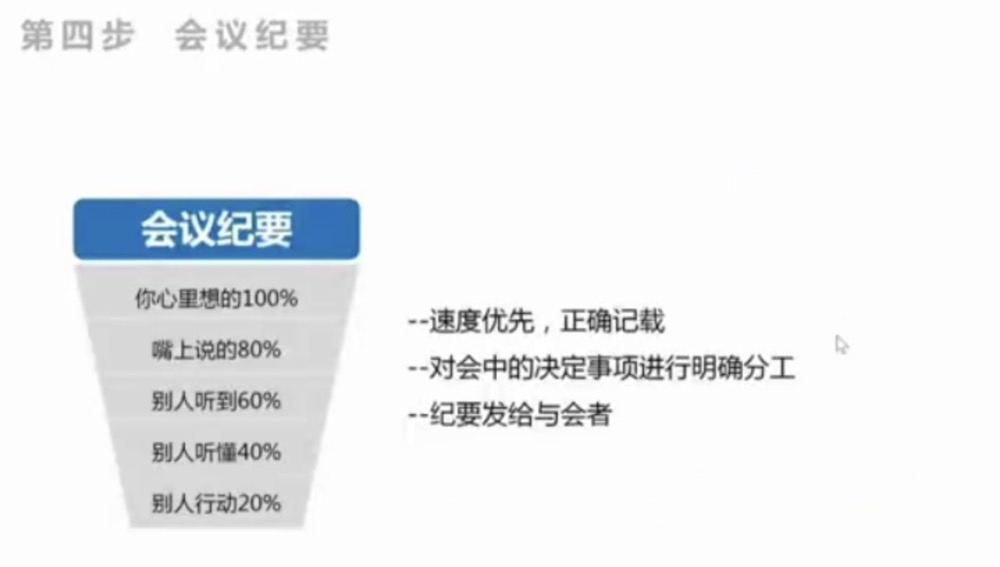 第四步 会议纪要
会议纪要
你心里想的100%
嘴上说的80%
别人听到60%
别人听懂40%
别人行动20%
--速度优先，正确记载
--对会中的决定事项进行明确分工
--纪要发给与会者